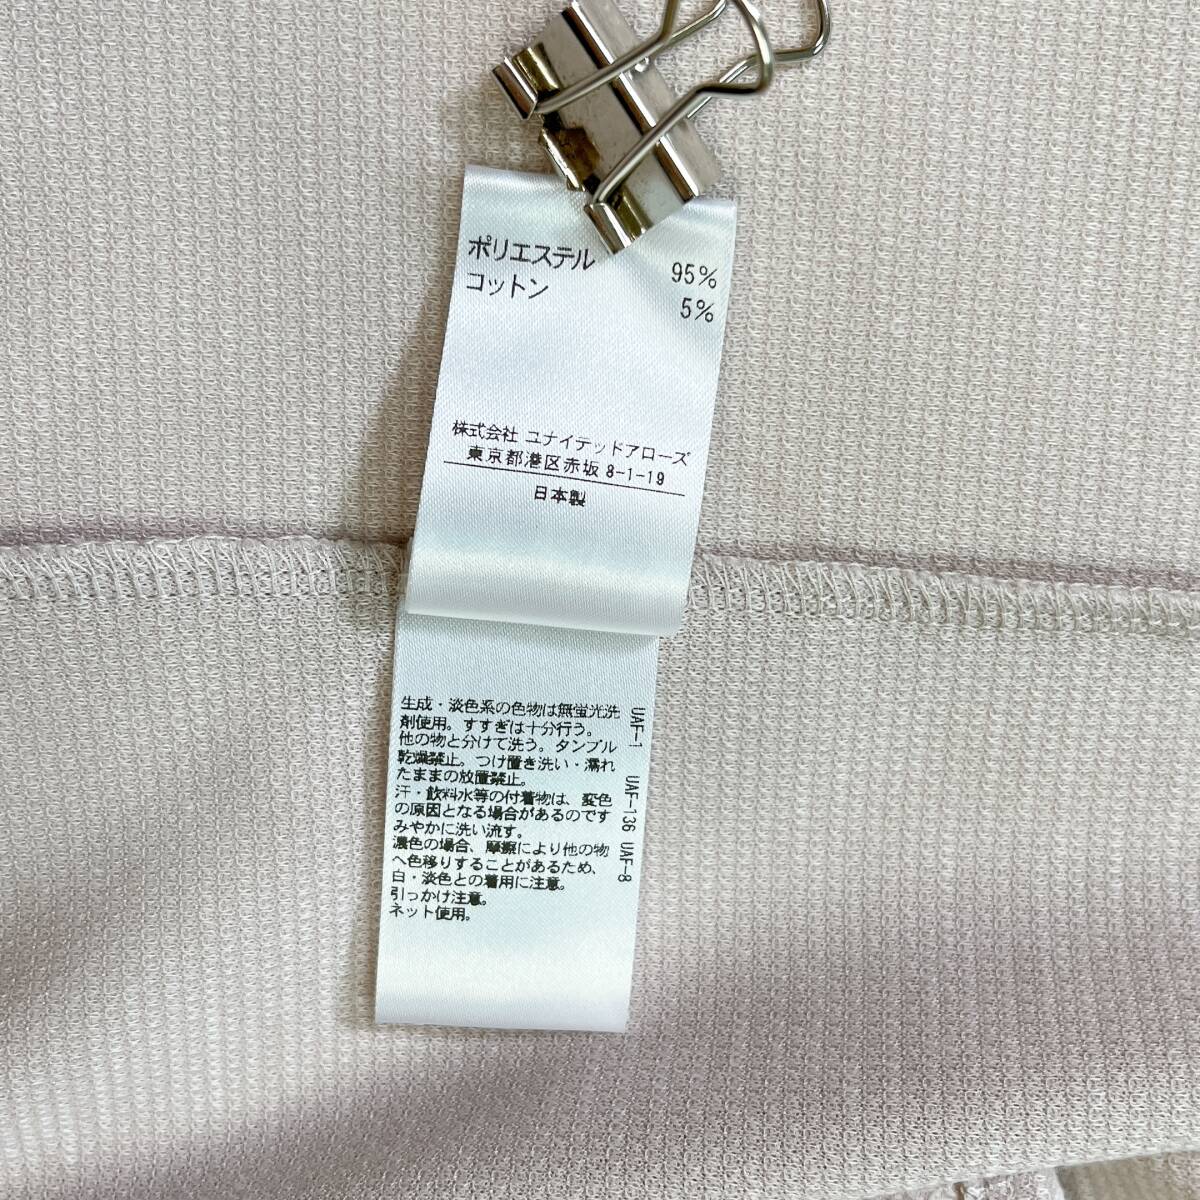 ポリエステル 95%
コットン 5%
株式会社 ユナイテッドアローズ
東京都港区赤坂 8-1-19
日本製
生成・淡色系の色物は無蛍光洗
剤使用。すすぎは十分行う。
他の物と分けて洗う。タンブル
乾燥禁止。つけ置き洗い・濡れ
たままの放置禁止。
汗・飲料水等の付着物は、変色
の原因となる場合があるのです
みやかに洗い流す。
濃色の場合、摩擦により他の物
へ色移りすることがあるため、
白・淡色との着用に注意。
引っかけ注意。
ネット使用。
UAF-1 UAF-136 UAF-8